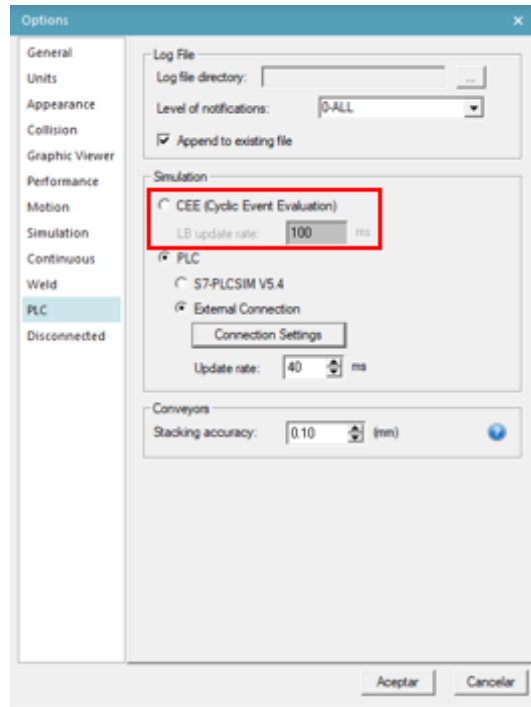 Options
General
Units
Appearance
Collision
Graphic Viewer
Performance
Motion
Simulation
Continuous
Weld
PLC
Disconnected
Log File
Log file directory: ...
Level of notifications: 0-ALL
Append to existing file
Simulation
CEE (Cyclic Event Evaluation)
LB update rate: 100 ms
PLC
S7-PLCSIM V5.4
External Connection
Connection Settings
Update rate: 40 ms
Conveyors
Stacking accuracy: 0.10 (mm)
?
Aceptar Cancelar